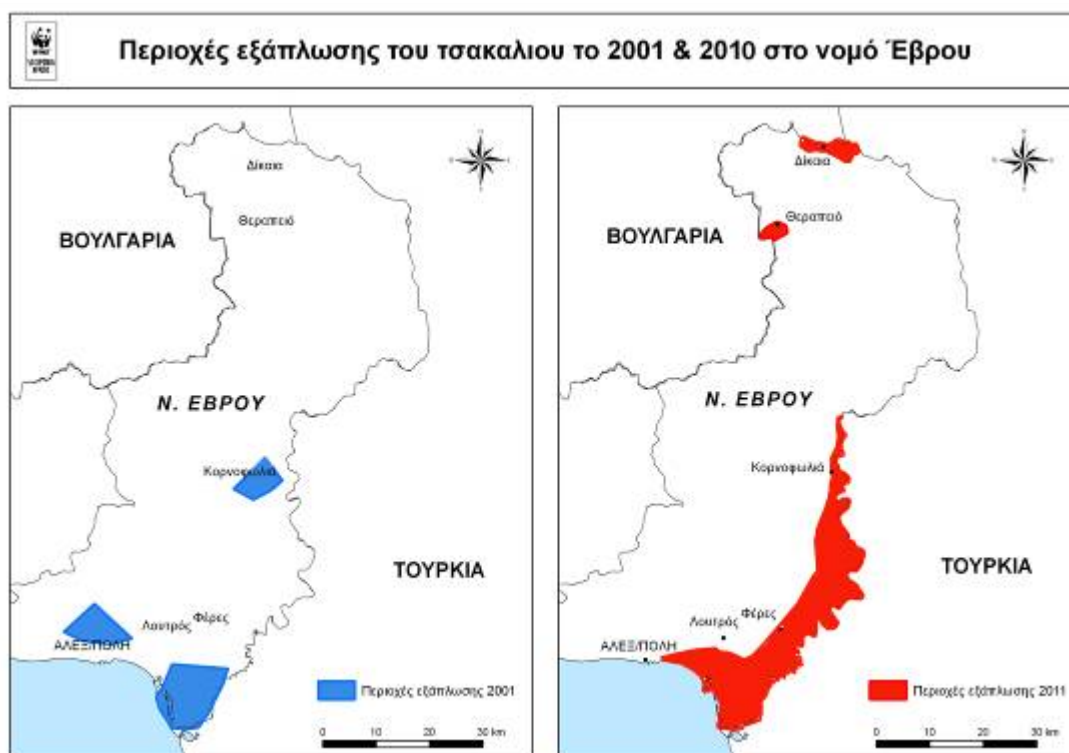 Περιοχές εξάπλωσης του τσακαλιου το 2001 & 2010 στο νομό Έβρου
Δίκαια
Θεραπειό
ΒΟΥΛΓΑΡΙΑ
Ν. ΕΒΡΟΥ
Κορνοφωλιά
ΤΟΥΡΚΙΑ
Λουτρός
Φέρες
ΑΛΕΞ/ΠΟΛΗ
Περιοχές εξάπλωσης 2001
0 10 20 30 km
Δίκαια
Θεραπειό
ΒΟΥΛΓΑΡΙΑ
Ν. ΕΒΡΟΥ
Κορνοφωλιά
ΤΟΥΡΚΙΑ
Φέρες
Λουτρός
ΑΛΕΞ/ΠΟΛΗ
Περιοχές εξάπλωσης 2011
0 10 20 30 km